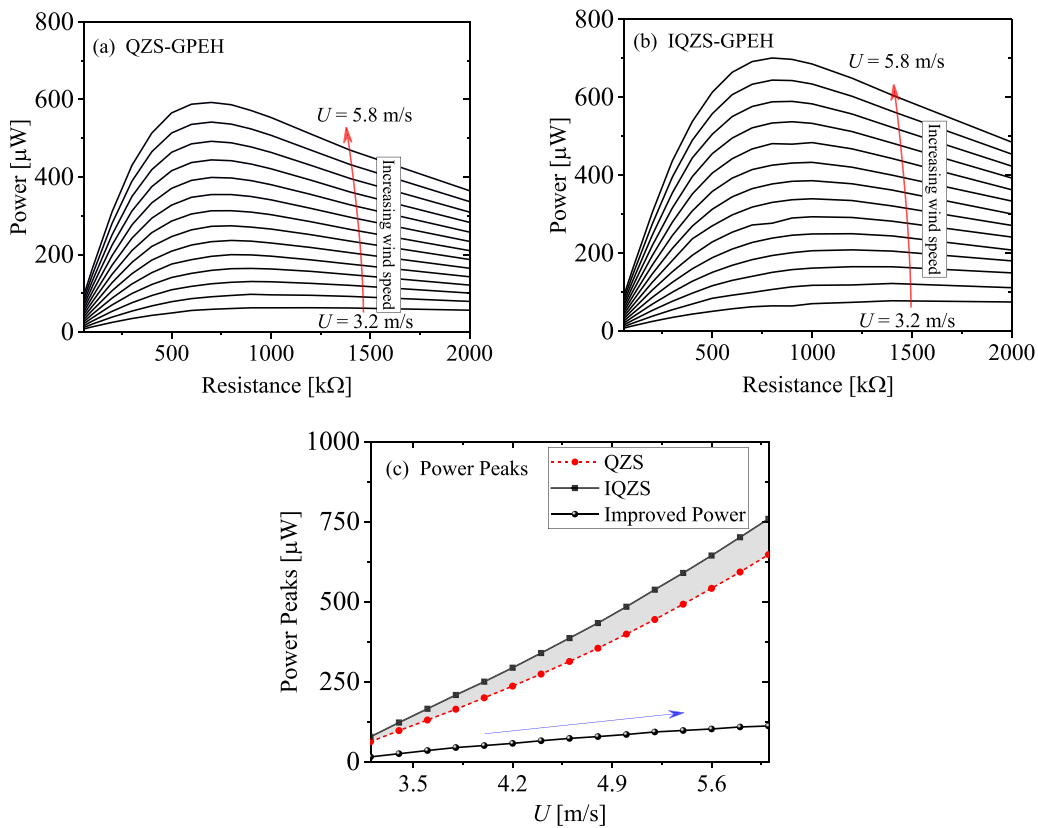 (a) QZS-GPEH
800
600
400
200
0
Power [µW]
U = 5.8 m/s
Increasing wind speed
U = 3.2 m/s
500
1000
1500
2000
Resistance [kΩ]
(b) IQZS-GPEH
800
600
400
200
0
Power [µW]
U = 5.8 m/s
Increasing wind speed
U = 3.2 m/s
500
1000
1500
2000
Resistance [kΩ]
(c) Power Peaks
QZS
IQZS
Improved Power
1000
750
500
250
0
Power Peaks [µW]
3.5
4.2
4.9
5.6
U [m/s]